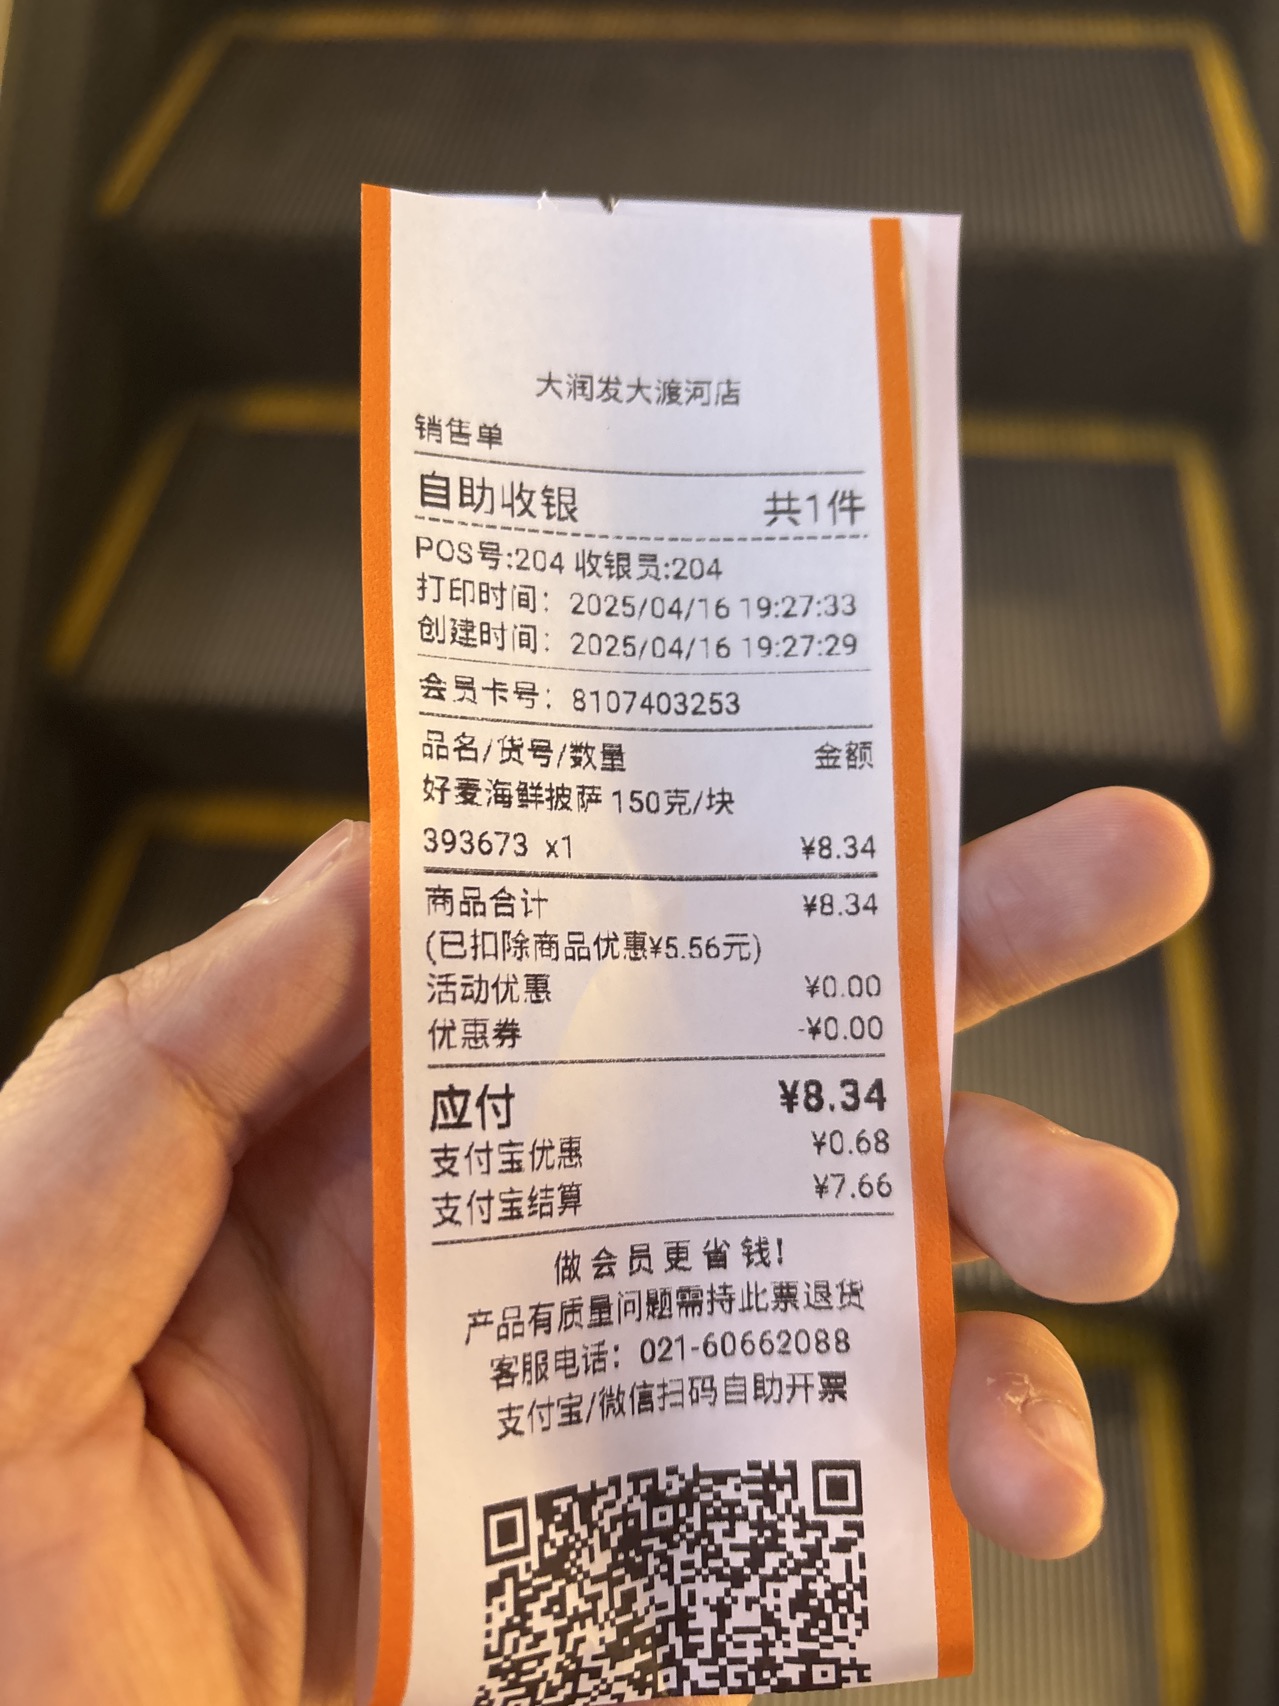 大润发大渡河店
销售单
自助收银 共1件
POS号:204 收银员:204
打印时间: 2025/04/16 19:27:33
创建时间: 2025/04/16 19:27:29
会员卡号: 8107403253
品名/货号/数量 金额
好麦海鲜披萨 150克/块
393673 x1 ¥8.34
商品合计 ¥8.34
(已扣除商品优惠¥5.56元)
活动优惠 ¥0.00
优惠券 -¥0.00
应付 ¥8.34
支付宝优惠 ¥0.68
支付宝结算 ¥7.66
做会员更省钱!
产品有质量问题需持此票退货
客服电话: 021-60662088
支付宝/微信扫码自助开票